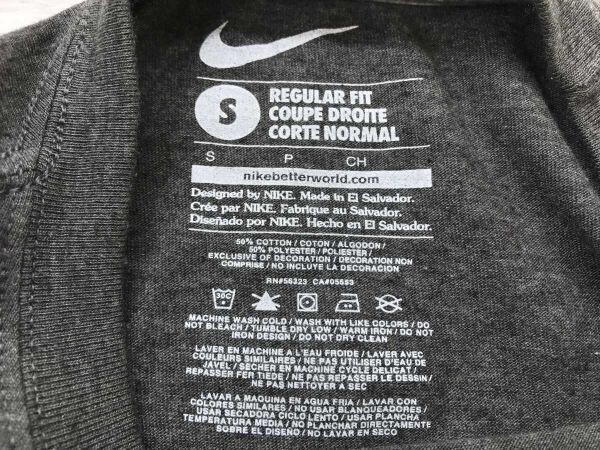 S
REGULAR FIT
COUPE DROITE
CORTE NORMAL
S P CH
nikebetterworld.com
Designed by NIKE. Made in El Salvador.
Crée par NIKE. Fabrique au Salvador.
Diseñado por NIKE. Hecho en El Salvador.
50% COTTON / COTON / ALGODON /
50% POLYESTER / POLIESTER /
EXCLUSIVE OF DECORATION / DECORATION NON
COMPRISE / NO INCLUYE LA DECORACION
RN#56323 CA#05553
30C
MACHINE WASH COLD / WASH WITH LIKE COLORS / DO
NOT BLEACH / TUMBLE DRY LOW / WARM IRON / DO NOT
IRON DESIGN / DO NOT DRY CLEAN
LAVER EN MACHINE A L'EAU FROIDE / LAVER AVEC
COULEURS SIMILAIRES / NE PAS UTILISER D'EAU DE
JAVEL / SECHER EN MACHINE CYCLE DELICAT /
REPASSER FER TIEDE / NE PAS REPASSER LE DESSIN /
NE PAS NETTOYER A SEC
LAVAR A MAQUINA EN AGUA FRIA / LAVAR CON
COLORES SIMILARES / NO USAR BLANQUEADORES /
USAR SECADORA CICLO LENTO / USAR PLANCHA
TEMPERATURA MEDIA / NO PLANCHAR DIRECTAMENTE
SOBRE EL DISEÑO / NO LAVAR EN SECO